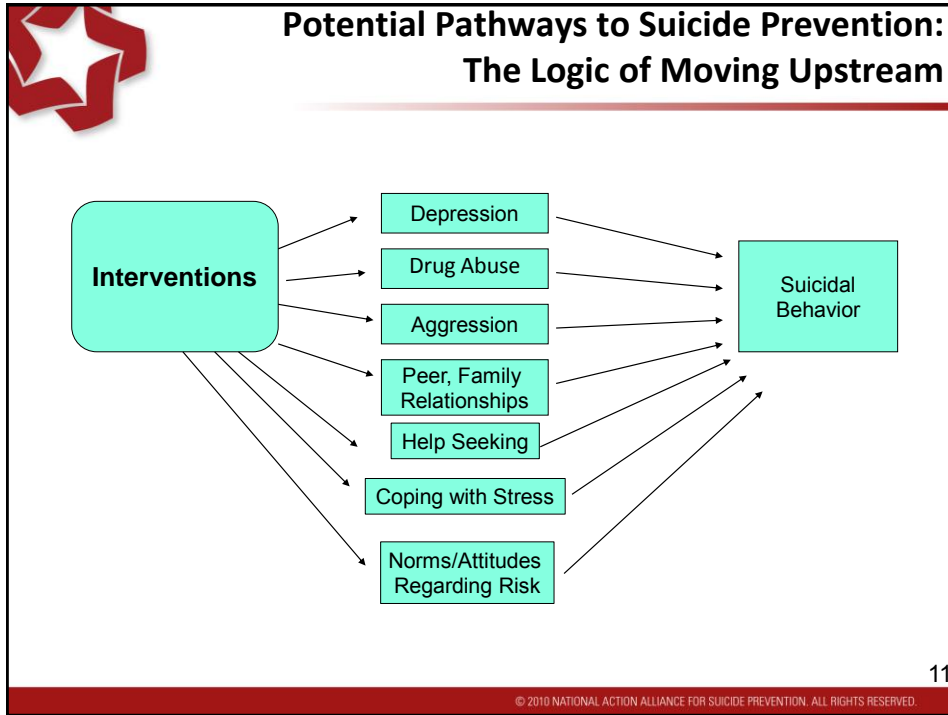 Potential Pathways to Suicide Prevention:
The Logic of Moving Upstream
Interventions
Depression
Drug Abuse
Aggression
Peer, Family
Relationships
Help Seeking
Coping with Stress
Norms/Attitudes
Regarding Risk
Suicidal
Behavior
11
© 2010 NATIONAL ACTION ALLIANCE FOR SUICIDE PREVENTION. ALL RIGHTS RESERVED.